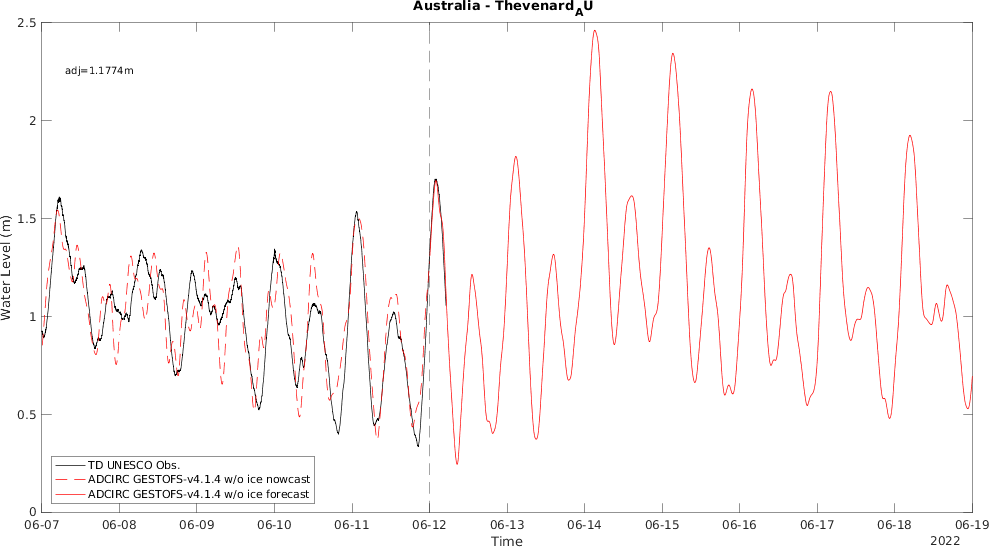 Australia - Thevenard_AU
2.5
adj=1.1774m
2
1.5
Water Level (m)
1
0.5
TD UNESCO Obs.
ADCIRC GESTOFS-v4.1.4 w/o ice nowcast
ADCIRC GESTOFS-v4.1.4 w/o ice forecast
0
06-07 06-08 06-09 06-10 06-11 06-12 06-13 06-14 06-15 06-16 06-17 06-18 06-19
Time
2022